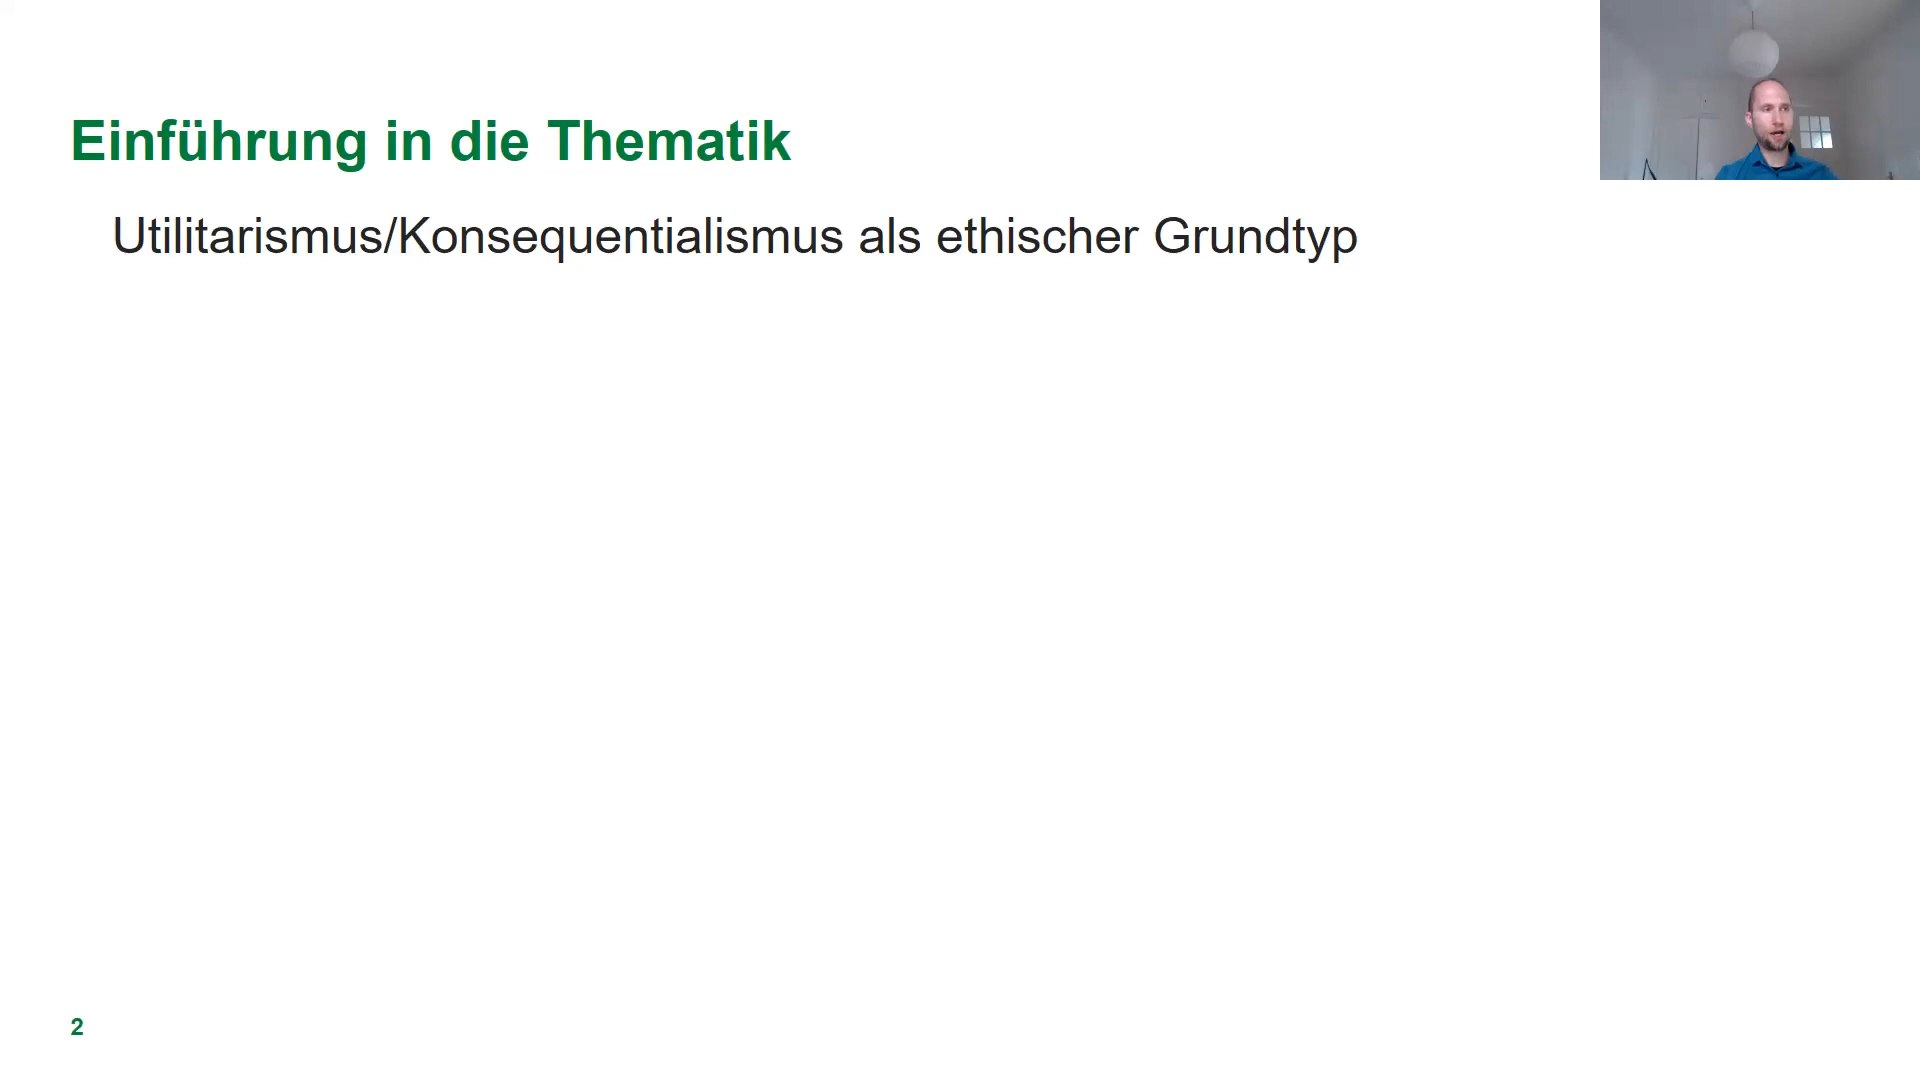 Einführung in die Thematik
Utilitarismus/Konsequentialismus als ethischer Grundtyp
2